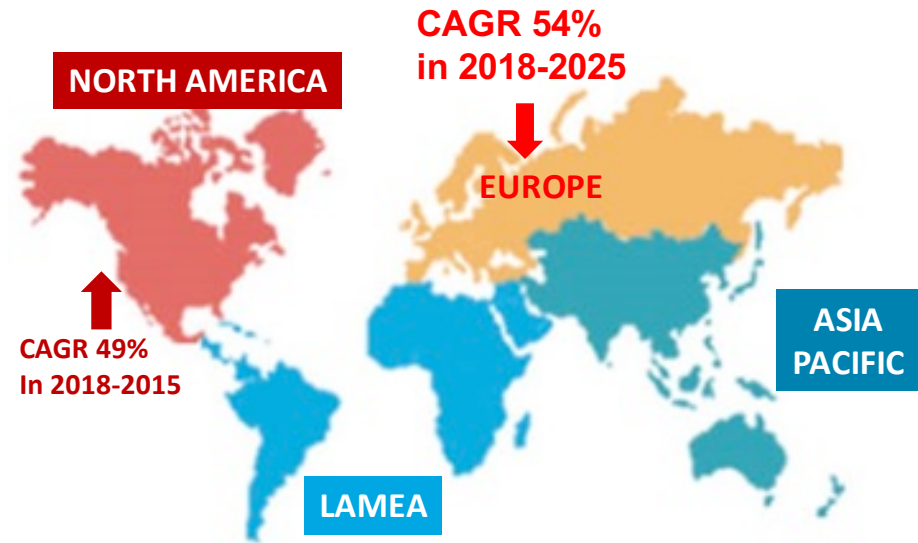 CAGR 54%
in 2018-2025
NORTH AMERICA
EUROPE
CAGR 49%
In 2018-2015
ASIA
PACIFIC
LAMEA